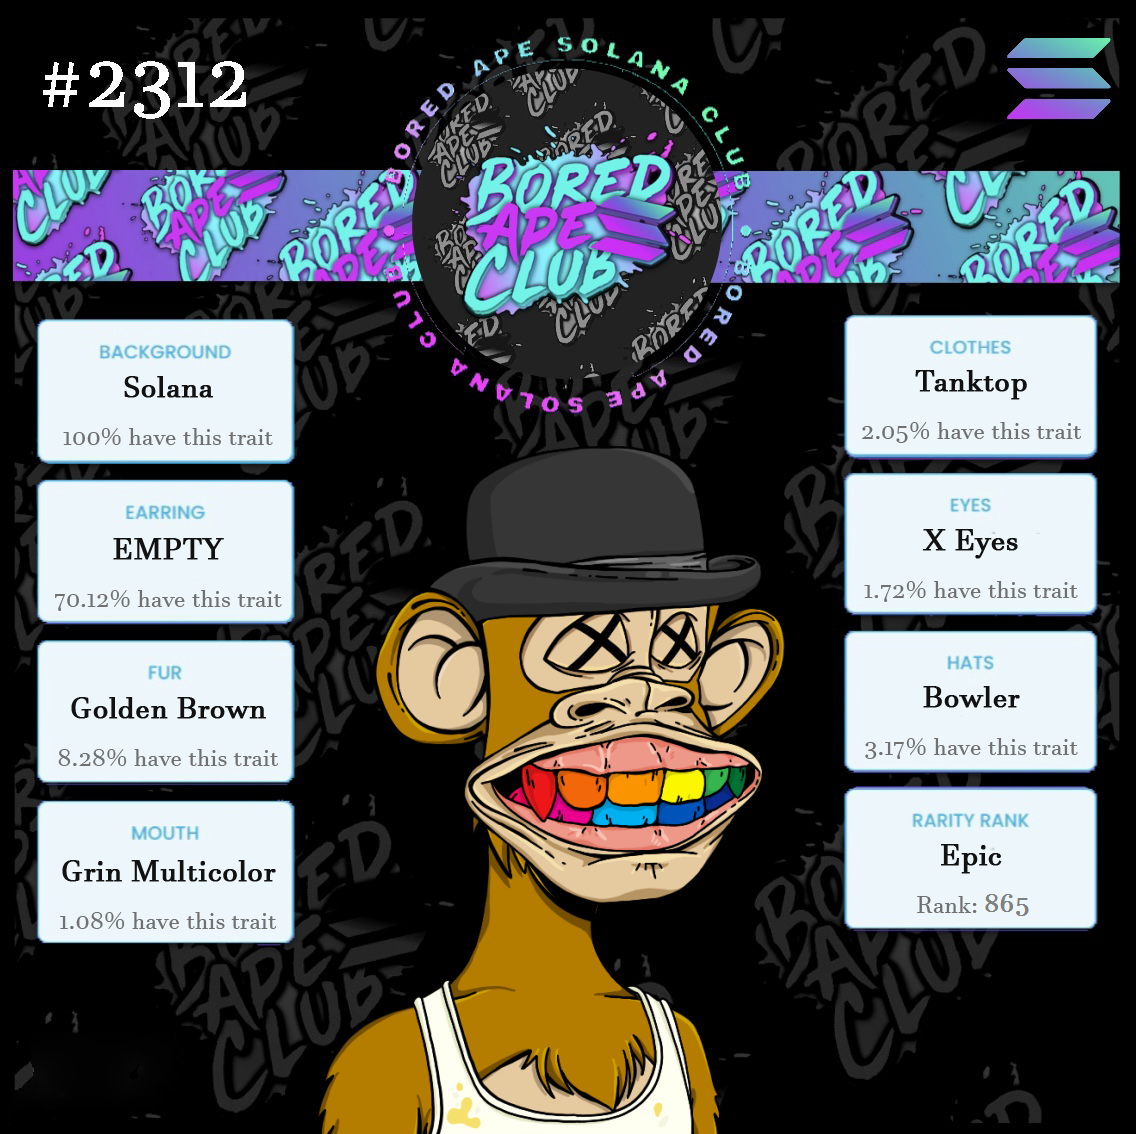 #2312
BORED APE SOLANA CLUB
BORED APE SOLANA CLUB
BORED
APE
CLUB
BACKGROUND
Solana
100% have this trait
EARRING
EMPTY
70.12% have this trait
FUR
Golden Brown
8.28% have this trait
MOUTH
Grin Multicolor
1.08% have this trait
CLOTHES
Tanktop
2.05% have this trait
EYES
X Eyes
1.72% have this trait
HATS
Bowler
3.17% have this trait
RARITY RANK
Epic
Rank: 865